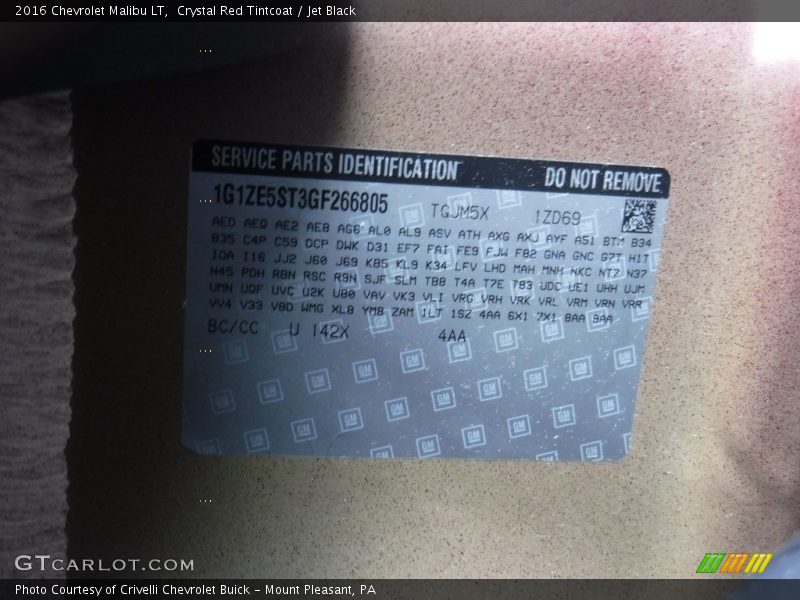 2016 Chevrolet Malibu LT,  Crystal Red Tintcoat / Jet Black
SERVICE PARTS IDENTIFICATION DO NOT REMOVE
1G1ZE5ST3GF266805 TGJM5X 1ZD69
AED AEQ AE2 AE8 AG6 AL0 AL9 ASV ATH AXG AXJ AYF A51 BTM B34
B35 C4P C59 DCP DWK D31 EF7 FAI FE9 FJW F82 GNA GNC G7I HIT
IOA I16 JJ2 J60 J69 KB5 KL9 K34 LFV LHD MAH MNH NKC NTZ N37
N45 PDH R8N RSC R9N SJF SLM TB8 T4A T7E T83 UDC UE1 UHH UJM
UMN UQF UVC U2K U80 VAV VK3 VLI VRG VRH VRK VRL VRM VRN VRR
VV4 V33 V8D WMG XL8 YM8 ZAM 1LT 1SZ 4AA 6X1 7X1 8AA 9AA
BC/CC U 142X 4AA
GM
GTCARLOT.COM
Photo Courtesy of Crivelli Chevrolet Buick – Mount Pleasant, PA